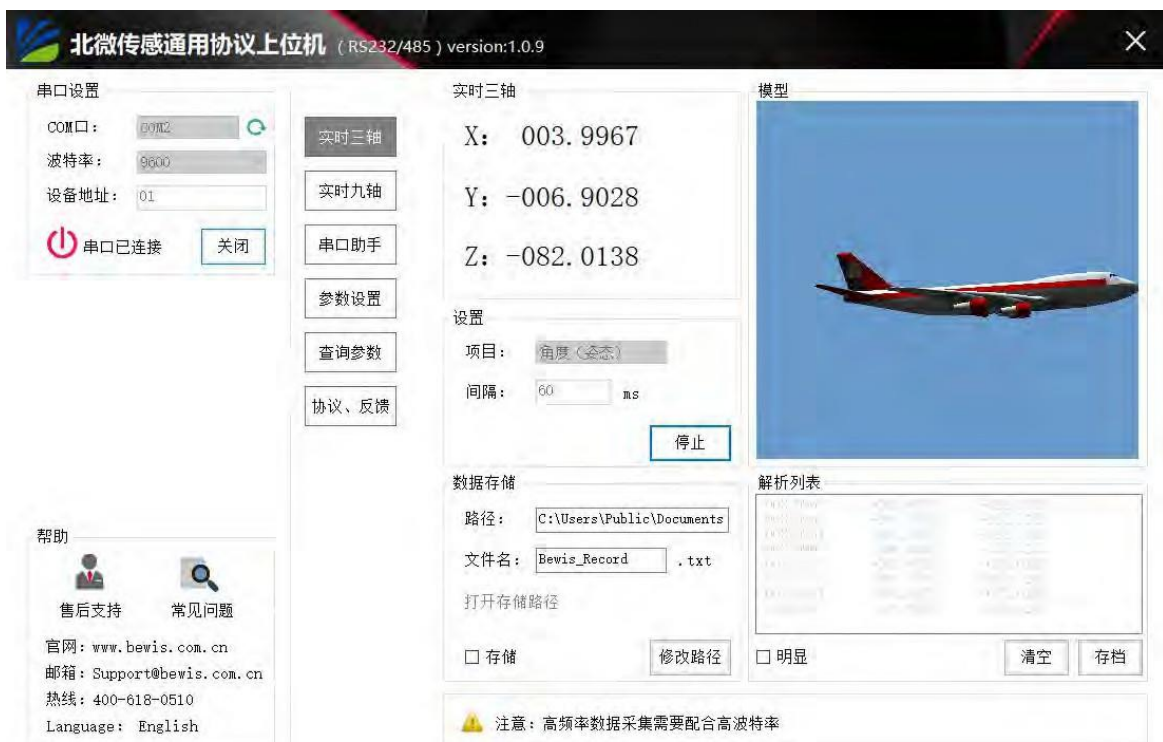 北微传感通用协议上位机 (RS232/485) version:1.0.9
串口设置
COM口: COM2
波特率: 9600
设备地址: 01
串口已连接 关闭
实时三轴
实时九轴
串口助手
参数设置
查询参数
协议、反馈
实时三轴
X: 003.9967
Y: -006.9028
Z: -082.0138
设置
项目: 角度(姿态)
间隔: 60 ms
停止
数据存储
路径: C:\Users\Public\Documents
文件名: Bewis_Record .txt
打开存储路径
存储 修改路径
模型
解析列表
明显 清空 存档
帮助
售后支持 常见问题
官网: www.bewis.com.cn
邮箱: Support@bewis.com.cn
热线: 400-618-0510
Language: English
注意: 高频率数据采集需要配合高波特率